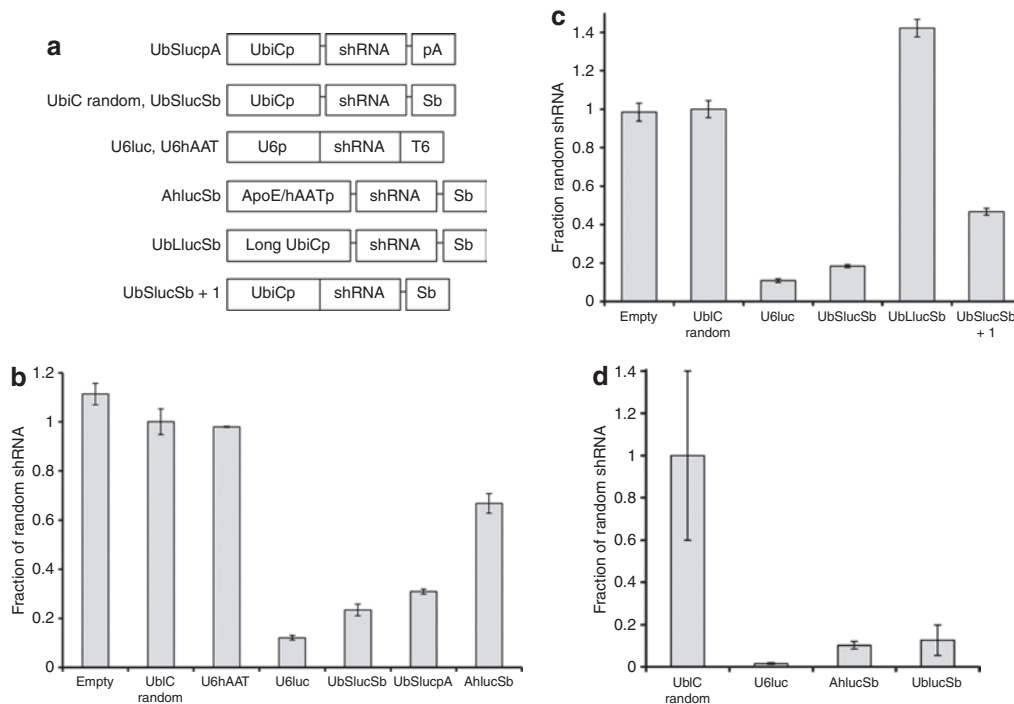 a
UbSlucpA UbiCp shRNA pA
UbiC random, UbSlucSb UbiCp shRNA Sb
U6luc, U6hAAT U6p shRNA T6
AhlucSb ApoE/hAATp shRNA Sb
UbLlucSb Long UbiCp shRNA Sb
UbSlucSb + 1 UbiCp shRNA Sb
b
Fraction of random shRNA
1.2
1
0.8
0.6
0.4
0.2
0
Empty UbIC random U6hAAT U6luc UbSlucSb UbSlucpA AhlucSb
c
Fraction random shRNA
1.4
1.2
1
0.8
0.6
0.4
0.2
0
Empty UbIC random U6luc UbSlucSb UbLlucSb UbSlucSb + 1
d
Fraction of random shRNA
1.4
1.2
1
0.8
0.6
0.4
0.2
0
UbIC random U6luc AhlucSb UblucSb